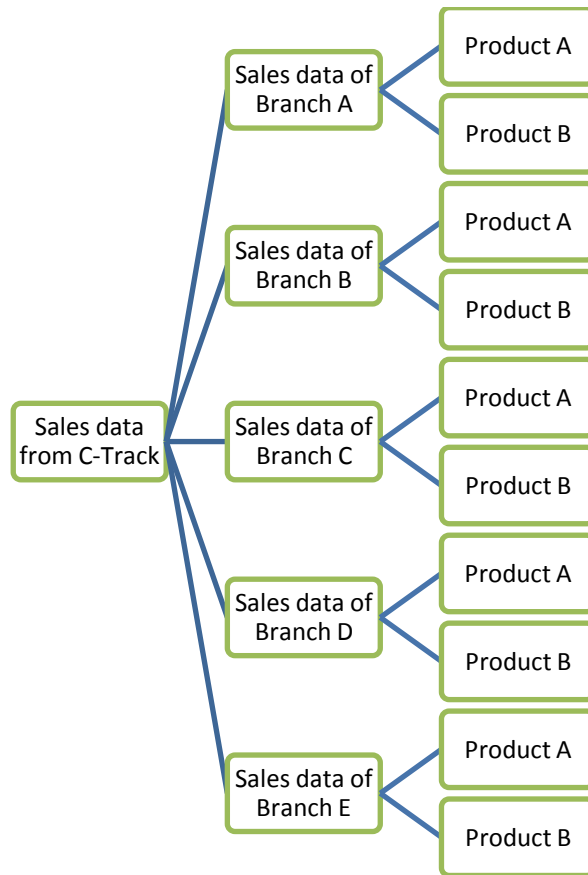 Product A
Sales data of
Branch A
Product B
Product A
Sales data of
Branch B
Product B
Sales data
from C-Track
Product A
Sales data of
Branch C
Product B
Product A
Sales data of
Branch D
Product B
Product A
Sales data of
Branch E
Product B